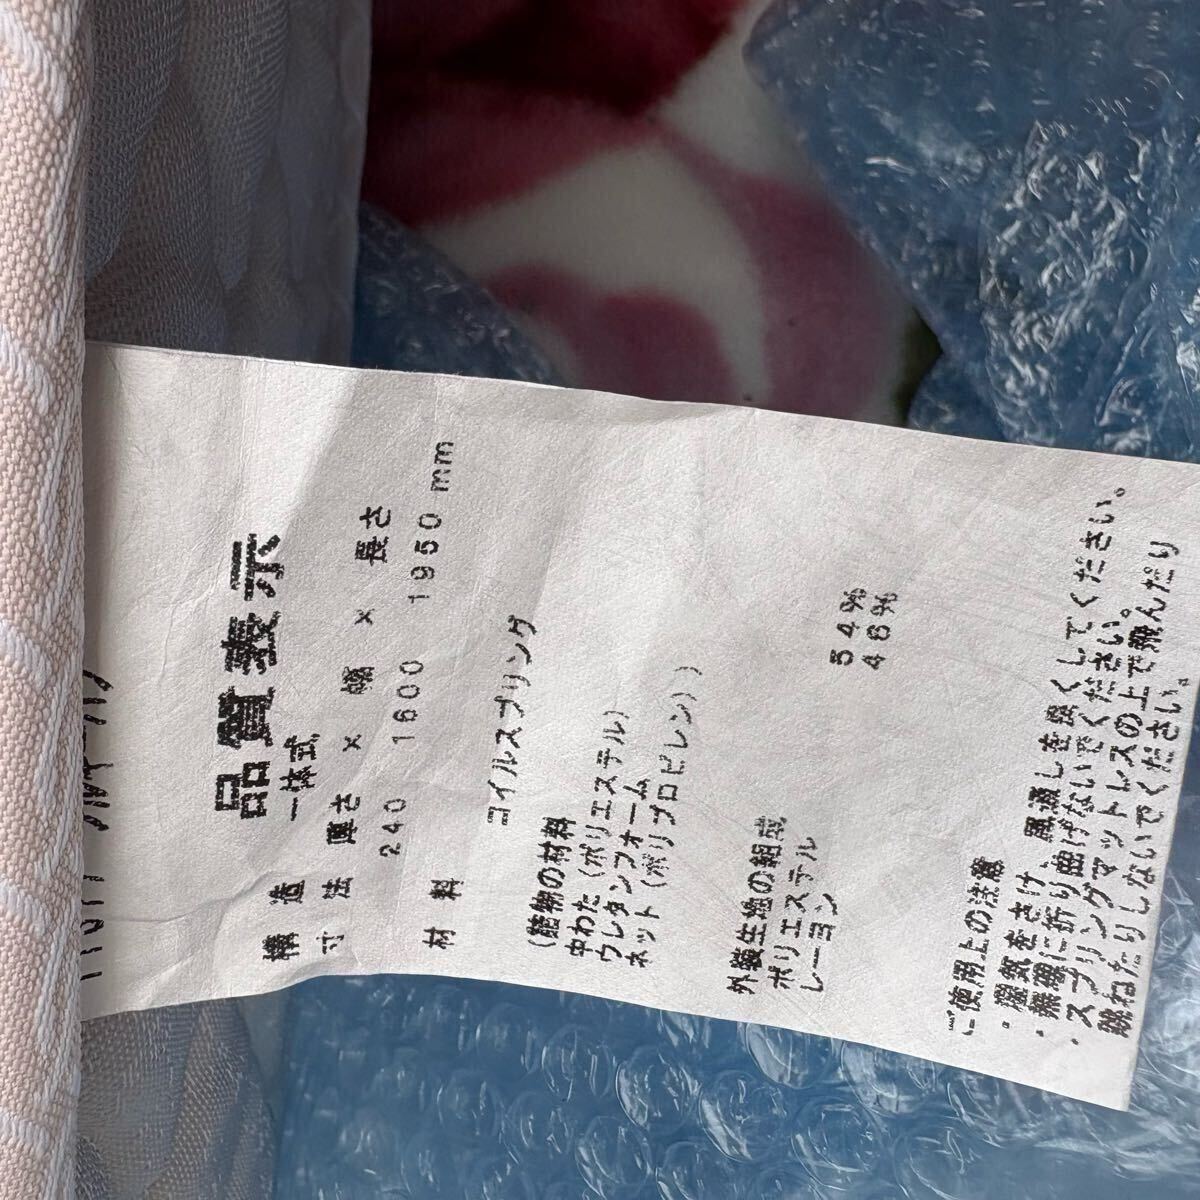 品質表示
構造 一体式
寸法 厚さ × 幅 × 長さ
240 1600 1950 mm
材料 コイルスプリング
(詰物の材料
中わた(ポリエステル)
ウレタンフォーム
ネット(ポリプロピレン))
外装生地の組成
ポリエステル 54%
レーヨン 46%
ご使用上の注意
・湿気をさけ、風通しを良くしてください。
・無理に折り曲げないでください。
・スプリングマットレスの上で飛んだり
跳ねたりしないでください。